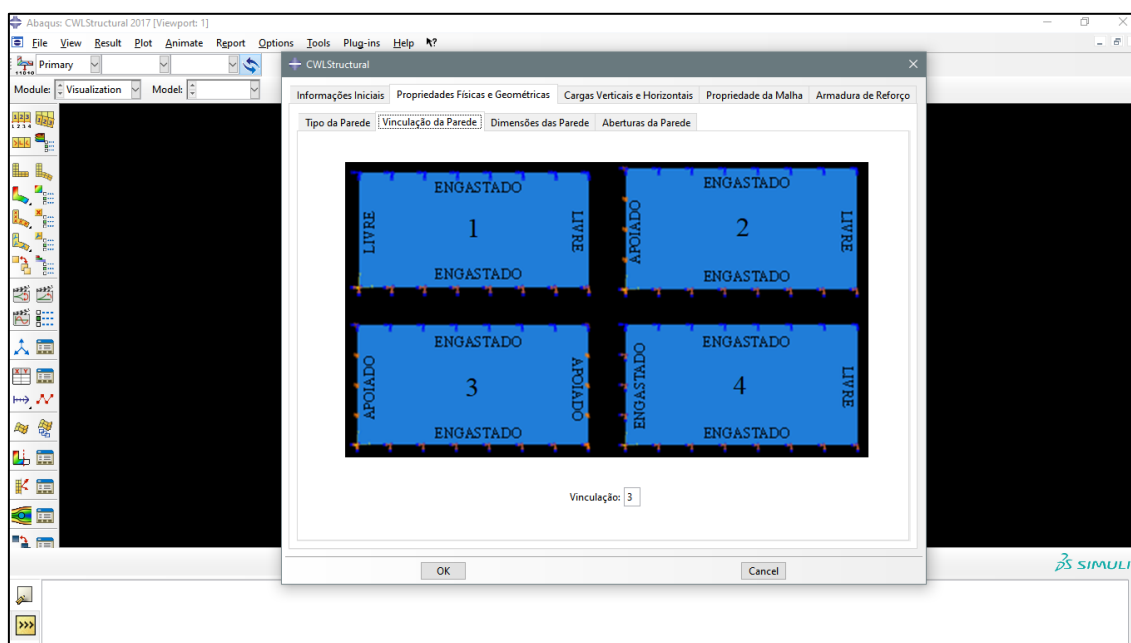 Abaqus: CWLStructural 2017 [Viewport: 1]
File View Result Plot Animate Report Options Tools Plug-ins Help
Primary
CWLStructural
Module: Visualization Model:
Informações Iniciais Propriedades Físicas e Geométricas Cargas Verticais e Horizontais Propriedade da Malha Armadura de Reforço
Tipo da Parede Vinculação da Parede Dimensões das Parede Aberturas da Parede
ENGASTADO
LIVRE 1 LIVRE
ENGASTADO
ENGASTADO
APOIADO 2 LIVRE
ENGASTADO
ENGASTADO
APOIADO 3 APOIADO
ENGASTADO
ENGASTADO
ENGASTADO 4 LIVRE
ENGASTADO
Vinculação: 3
OK Cancel
SIMULI